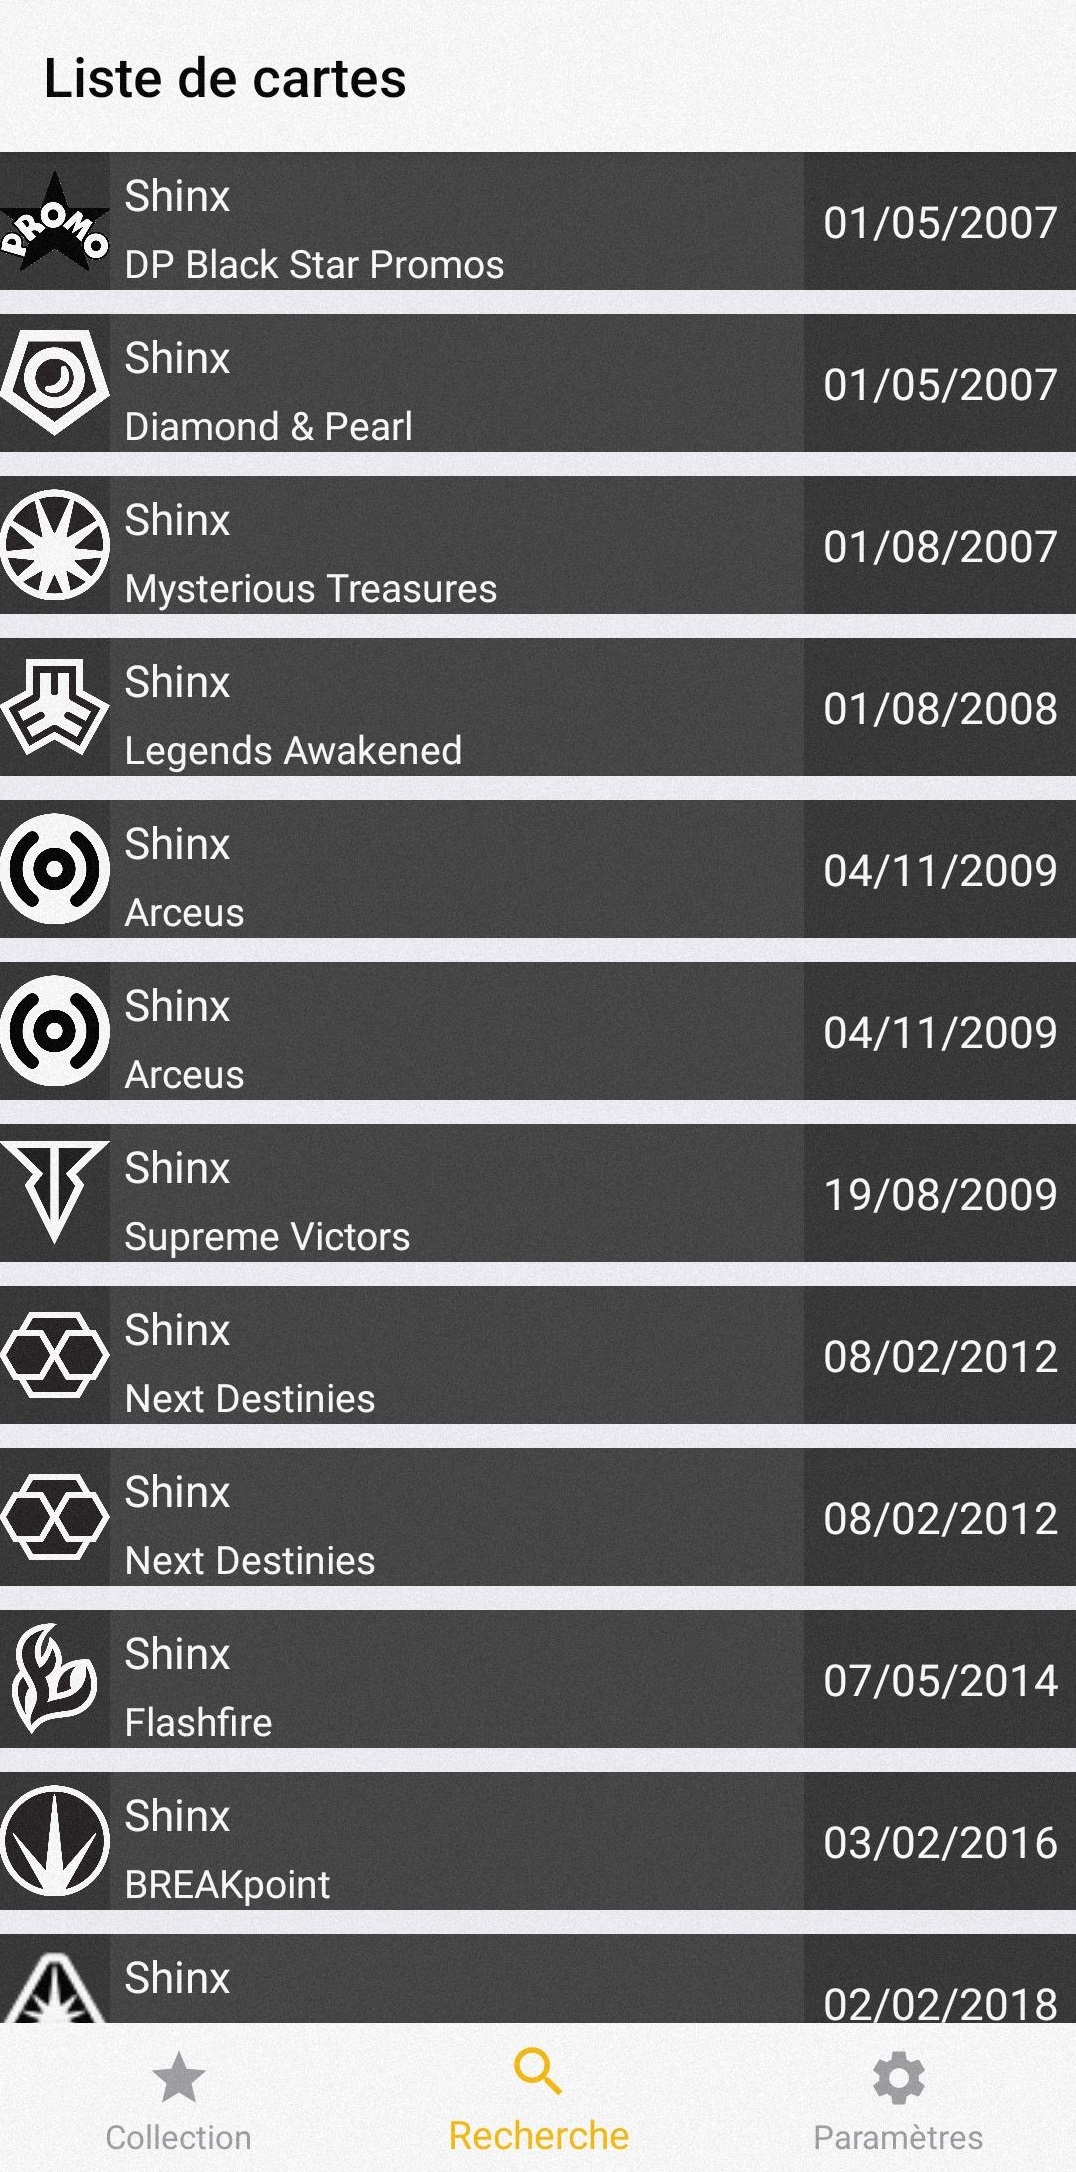 Liste de cartes
PROMO
Shinx
DP Black Star Promos
01/05/2007
Shinx
Diamond & Pearl
01/05/2007
Shinx
Mysterious Treasures
01/08/2007
Shinx
Legends Awakened
01/08/2008
Shinx
Arceus
04/11/2009
Shinx
Arceus
04/11/2009
Shinx
Supreme Victors
19/08/2009
Shinx
Next Destinies
08/02/2012
Shinx
Next Destinies
08/02/2012
Shinx
Flashfire
07/05/2014
Shinx
BREAKpoint
03/02/2016
Shinx
02/02/2018
Collection
Recherche
Paramètres